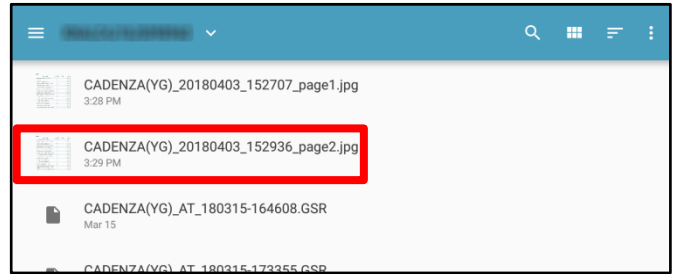 CADENZA(YG)_20180403_152707_page1.jpg
3:28 PM
CADENZA(YG)_20180403_152936_page2.jpg
3:29 PM
CADENZA(YG)_AT_180315-164608.GSR
Mar 15
CADENZA(YG)_AT_180315-173355.GSR